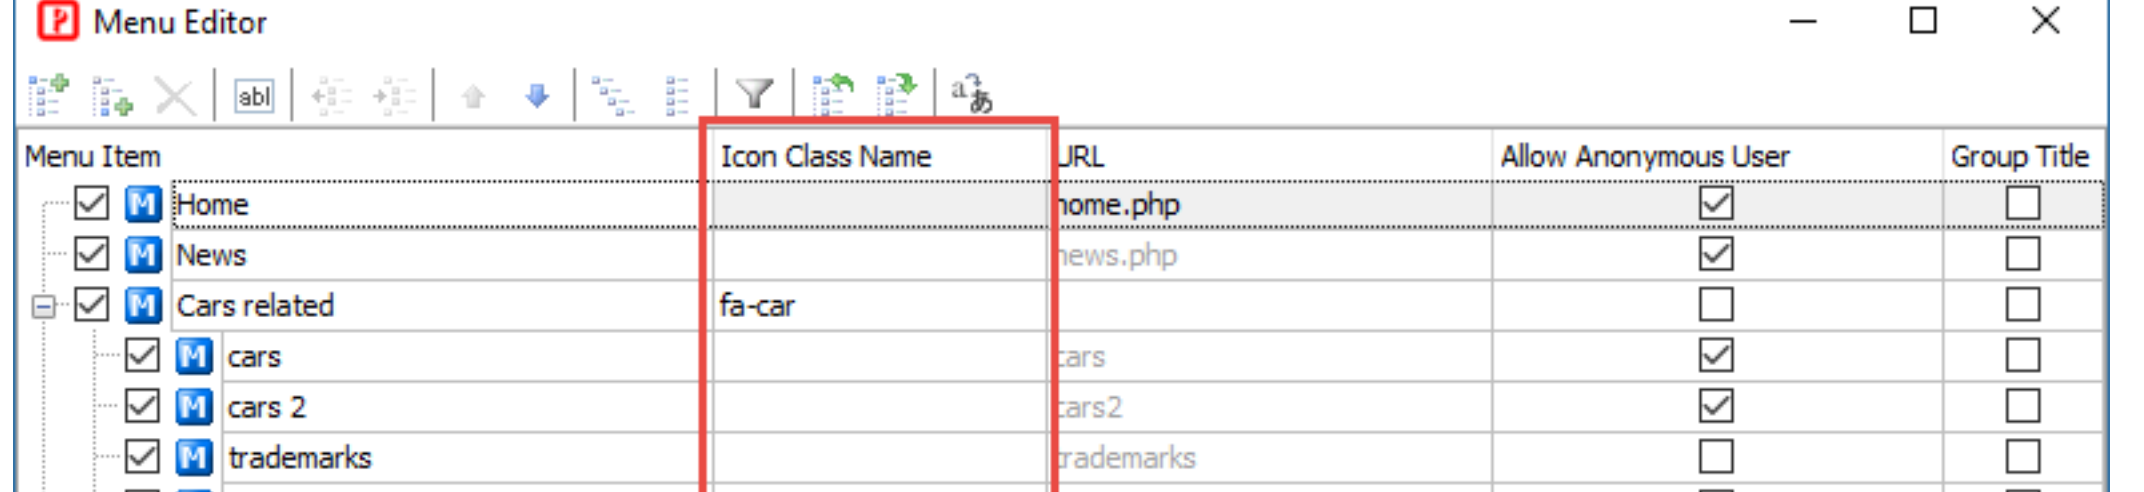 Menu Editor
abl
Menu Item Icon Class Name URL Allow Anonymous User Group Title
M Home home.php
M News news.php
M Cars related fa-car
M cars cars
M cars 2 cars2
M trademarks trademarks